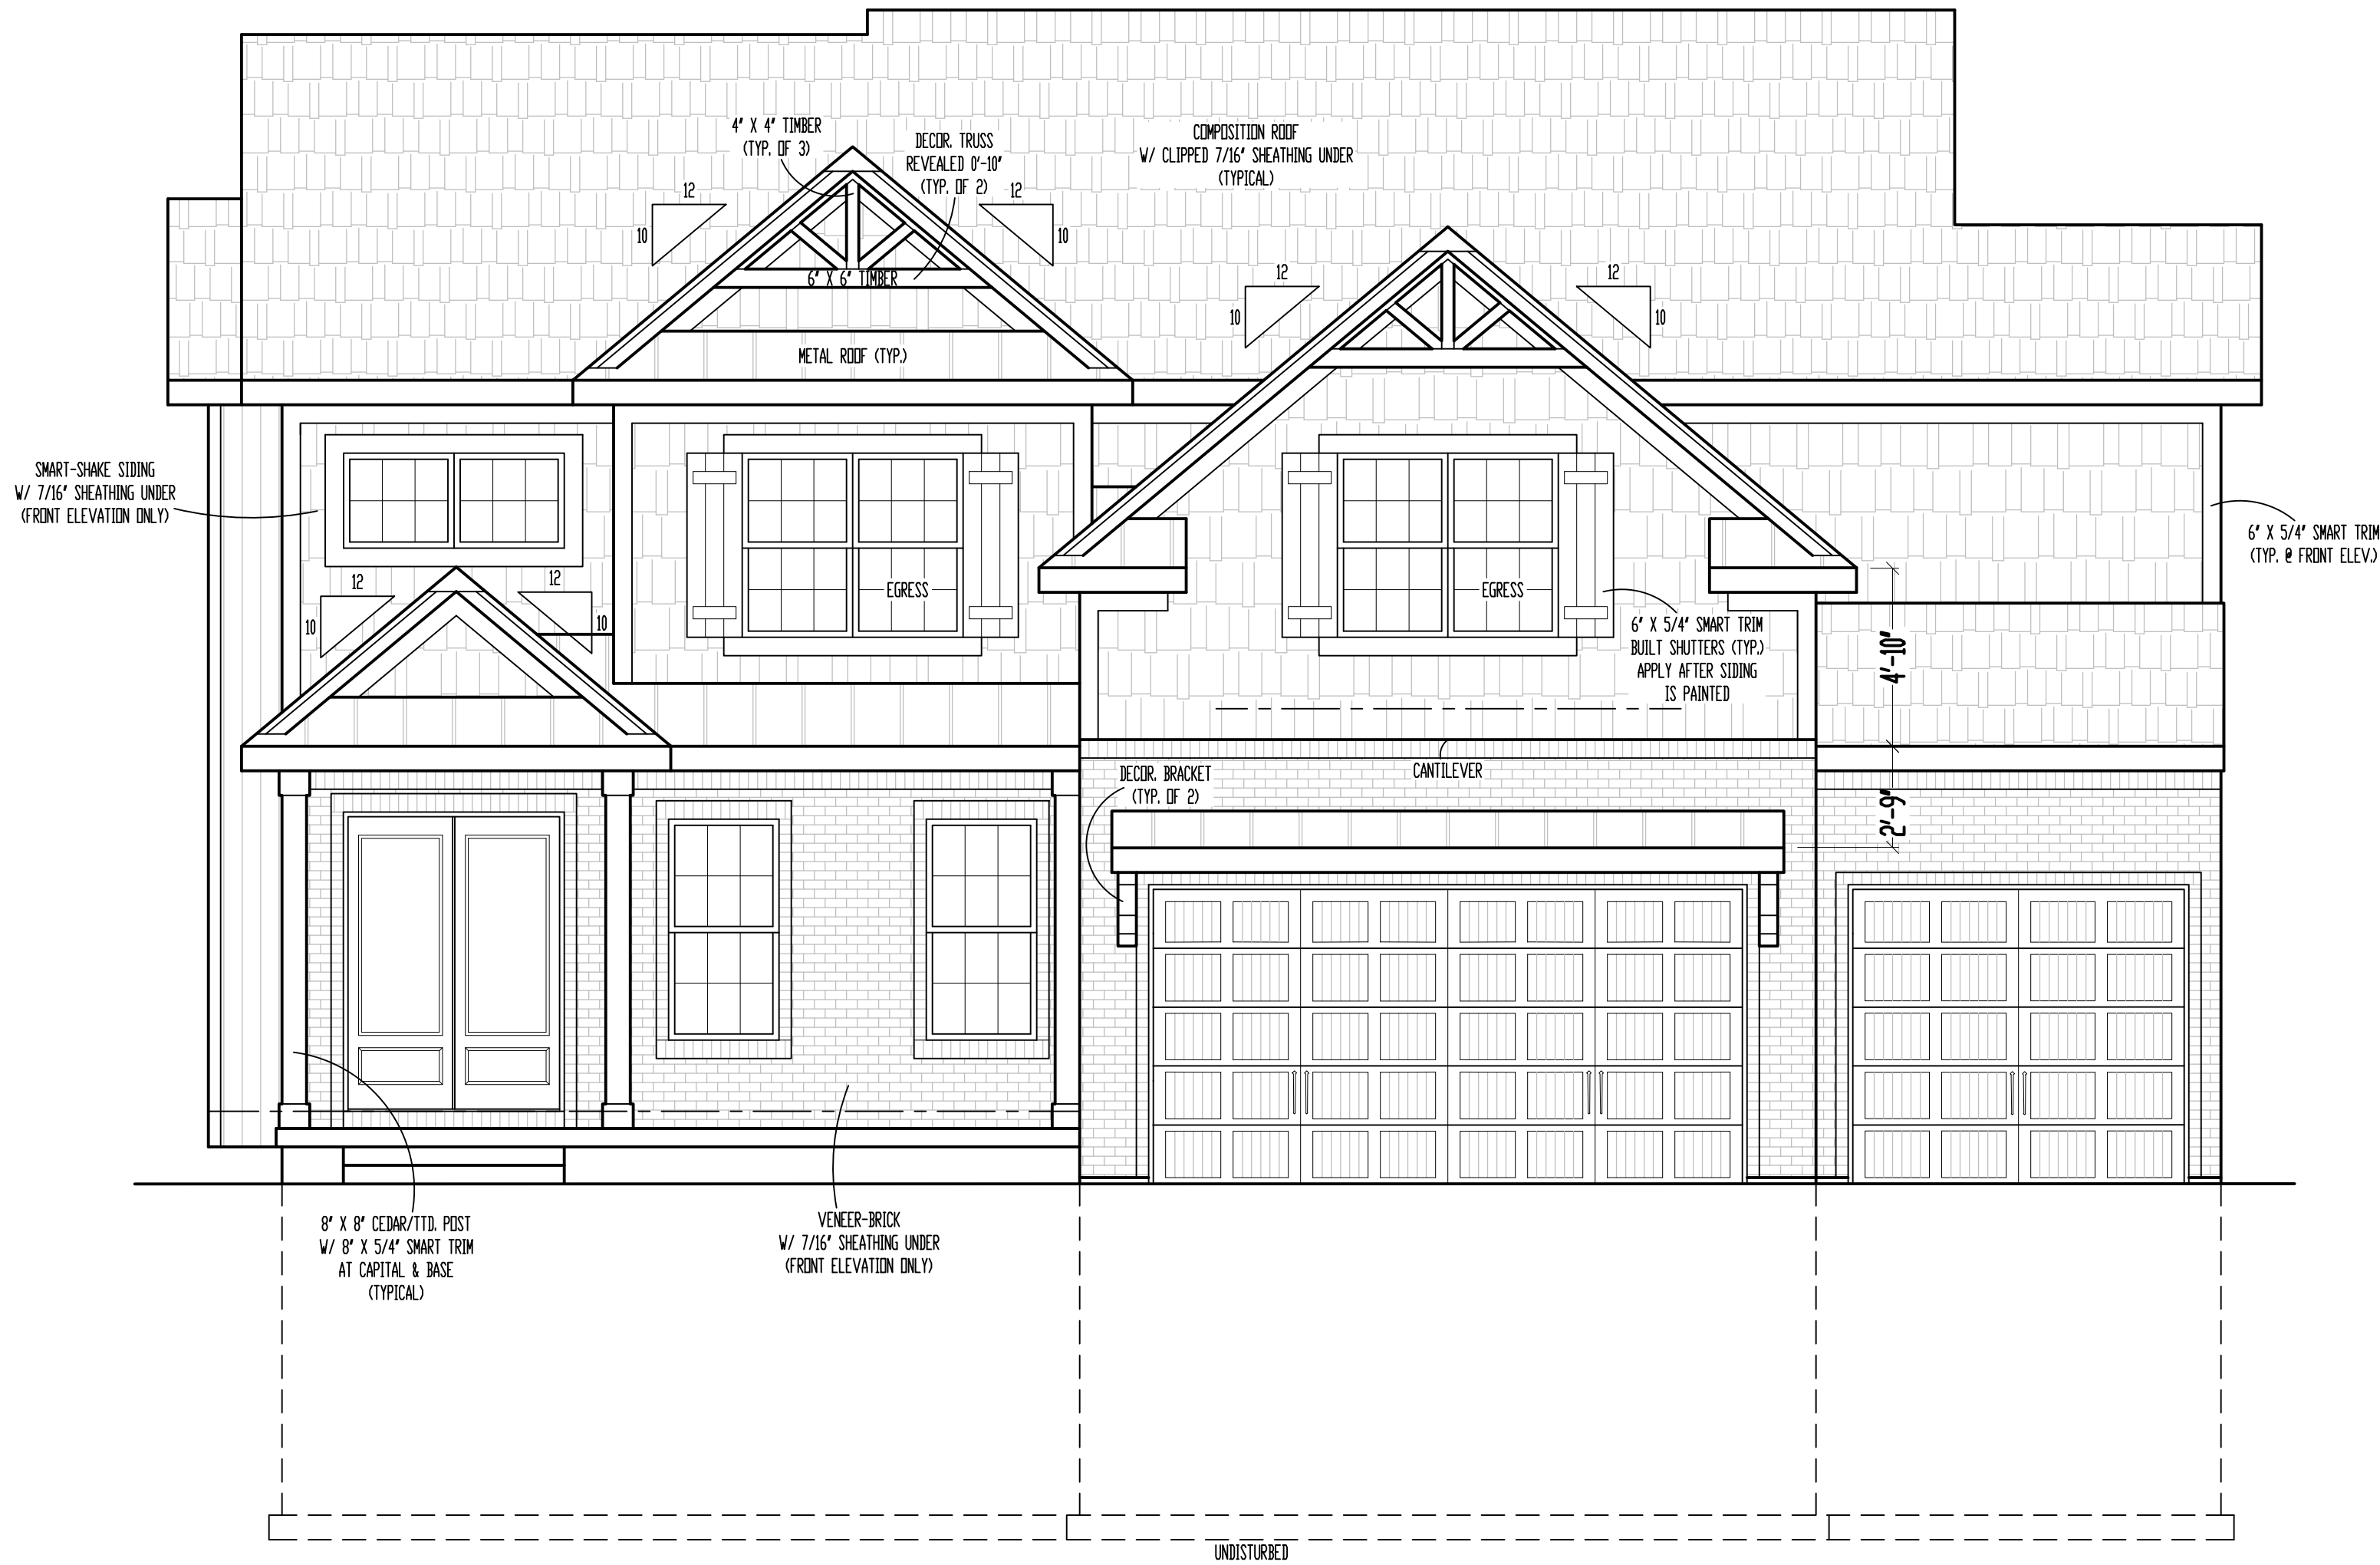 4" X 4" TIMBER
(TYP. OF 3)
DECOR. TRUSS
REVEALED 0'-10"
(TYP. OF 2)
COMPOSITION ROOF
W/ CLIPPED 7/16" SHEATHING UNDER
(TYPICAL)
12
10
12
10
6" X 6" TIMBER
12
10
12
10
METAL ROOF (TYP.)
SMART-SHAKE SIDING
W/ 7/16" SHEATHING UNDER
(FRONT ELEVATION ONLY)
6" X 5/4" SMART TRIM
(TYP. @ FRONT ELEV.)
12
10
12
10
EGRESS
EGRESS
6" X 5/4" SMART TRIM
BUILT SHUTTERS (TYP.)
APPLY AFTER SIDING
IS PAINTED
4'-10"
CANTILEVER
DECOR. BRACKET
(TYP. OF 2)
2'-9"
8" X 8" CEDAR/TTD. POST
W/ 8" X 5/4" SMART TRIM
AT CAPITAL & BASE
(TYPICAL)
VENEER-BRICK
W/ 7/16" SHEATHING UNDER
(FRONT ELEVATION ONLY)
UNDISTURBED